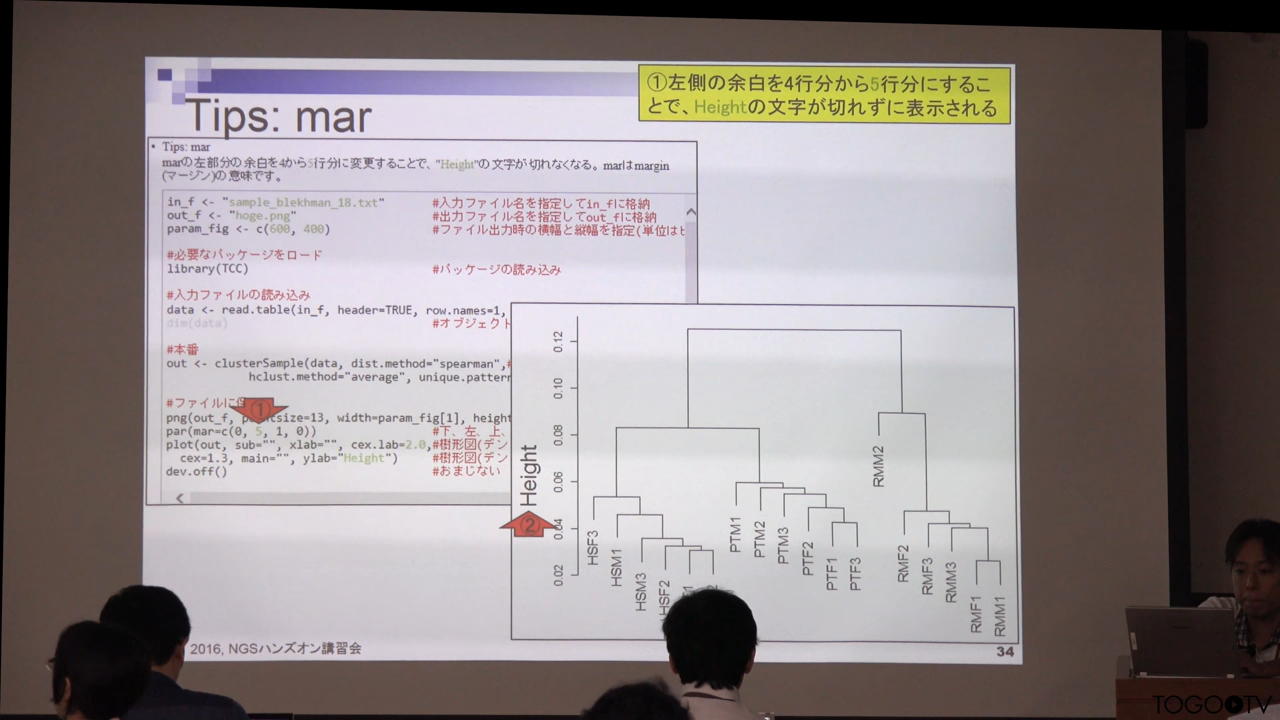 Tips: mar
①左側の余白を4行分から5行分にするこ
とで、Heightの文字が切れずに表示される
• Tips: mar
marの左部分の余白を4から5行分に変更することで、"Height"の文字が切れなくなる。marはmargin
(マージン)の意味です。
in_f <- "sample_blekhman_18.txt" #入力ファイル名を指定してin_fに格納
out_f <- "hoge.png" #出力ファイル名を指定してout_fに格納
param_fig <- c(600, 400) #ファイル出力時の横幅と縦幅を指定(単位は
#必要なパッケージをロード
library(TCC) #パッケージの読み込み
#入力ファイルの読み込み
data <- read.table(in_f, header=TRUE, row.names=1,
dim(data) #オブジェクト
#本番
out <- clusterSample(data, dist.method="spearman",#
hclust.method="average", unique.pattern
#ファイルに
①
png(out_f, size=13, width=param_fig[1], height
par(mar=c(0, 5, 1, 0)) #下、左、上、
plot(out, sub="", xlab="", cex.lab=2.0,#樹形図(デン
cex=1.3, main="", ylab="Height") #樹形図(デン
dev.off() #おまじない
②
Height
0.12
0.10
0.08
0.06
0.04
0.02
HSF3
HSM1
HSM3
HSF2
PTM1
PTM2
PTM3
PTF2
PTF1
PTF3
RMM2
RMF2
RMF3
RMM3
RMF1
RMM1
2016, NGSハンズオン講習会
34
TOGO TV